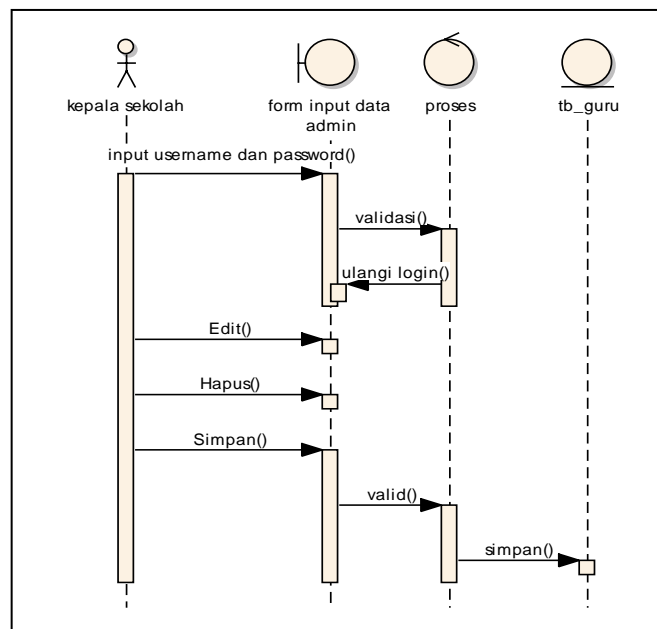 kepala sekolah
form input data
admin
proses
tb_guru
input username dan password()
validasi()
ulangi login()
Edit()
Hapus()
Simpan()
valid()
simpan()